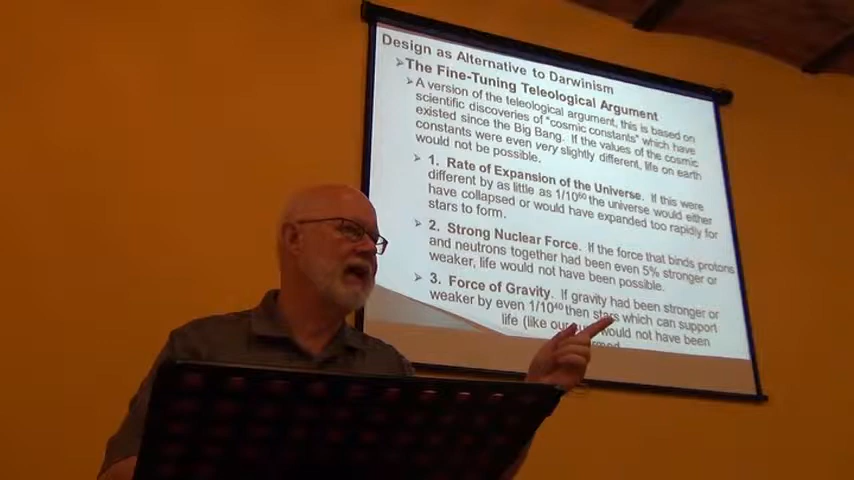 Design as Alternative to Darwinism
➢The Fine-Tuning Teleological Argument
➢A version of the teleological argument, this is based on
scientific discoveries of "cosmic constants" which have
existed since the Big Bang. If the values of the cosmic
constants were even very slightly different, life on earth
would not be possible.
➢ 1. Rate of Expansion of the Universe. If this were
different by as little as 1/10⁶⁰ the universe would either
have collapsed or would have expanded too rapidly for
stars to form.
➢ 2. Strong Nuclear Force. If the force that binds protons
and neutrons together had been even 5% stronger or
weaker, life would not have been possible.
➢ 3. Force of Gravity. If gravity had been stronger or
weaker by even 1/10⁴⁰ then stars which can support
life (like our would not have been